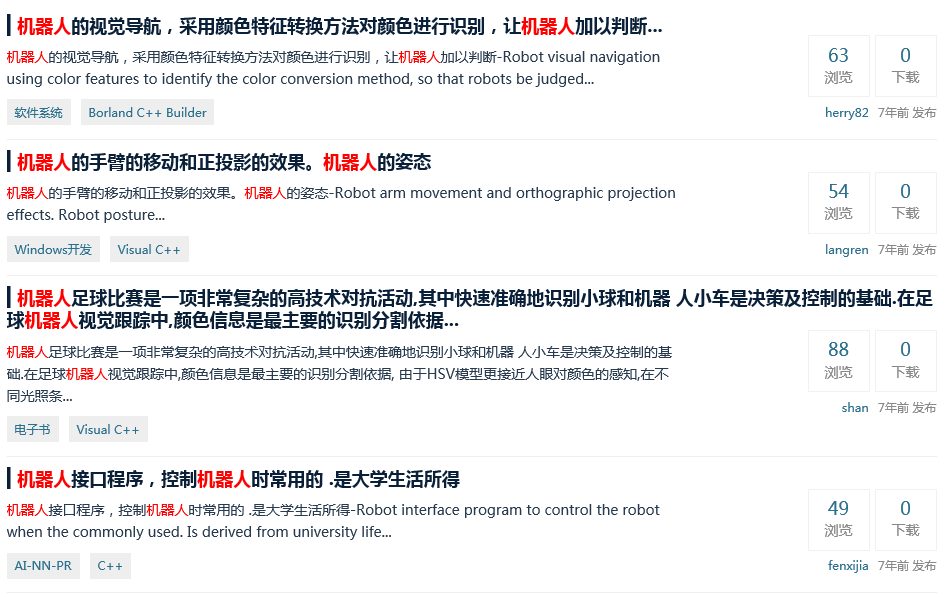 机器人的视觉导航，采用颜色特征转换方法对颜色进行识别，让机器人加以判断...
机器人的视觉导航，采用颜色特征转换方法对颜色进行识别，让机器人加以判断-Robot visual navigation
using color features to identify the color conversion method, so that robots be judged...
63 0
浏览 下载
软件系统 Borland C++ Builder
herry82 7年前 发布
机器人的手臂的移动和正投影的效果。机器人的姿态
机器人的手臂的移动和正投影的效果。机器人的姿态-Robot arm movement and orthographic projection
effects. Robot posture...
54 0
浏览 下载
Windows开发 Visual C++
langren 7年前 发布
机器人足球比赛是一项非常复杂的高技术对抗活动,其中快速准确地识别小球和机器 人小车是决策及控制的基础.在足
球机器人视觉跟踪中,颜色信息是最主要的识别分割依据...
机器人足球比赛是一项非常复杂的高技术对抗活动,其中快速准确地识别小球和机器 人小车是决策及控制的基
础.在足球机器人视觉跟踪中,颜色信息是最主要的识别分割依据, 由于HSV模型更接近人眼对颜色的感知,在不
同光照条...
88 0
浏览 下载
shan 7年前 发布
电子书 Visual C++
机器人接口程序，控制机器人时常用的 .是大学生活所得
机器人接口程序，控制机器人时常用的 .是大学生活所得-Robot interface program to control the robot
when the commonly used. Is derived from university life...
49 0
浏览 下载
AI-NN-PR C++
fenxijia 7年前 发布